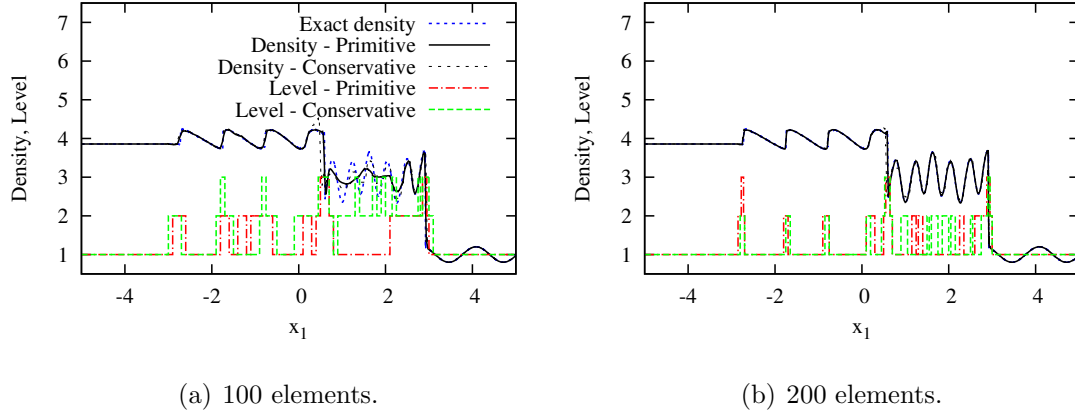 7
6
5
4
3
2
1
Density, Level
-4
-2
0
2
4
x1
Exact density
Density - Primitive
Density - Conservative
Level - Primitive
Level - Conservative
(a) 100 elements.
7
6
5
4
3
2
1
Density, Level
-4
-2
0
2
4
x1
(b) 200 elements.